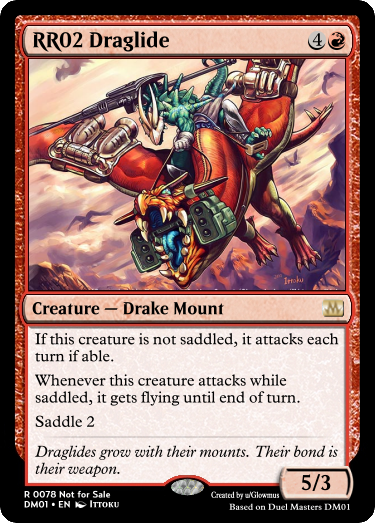 RR02 Draglide 4
Ittoku
Creature — Drake Mount
If this creature is not saddled, it attacks each
turn if able.
Whenever this creature attacks while
saddled, it gets flying until end of turn.
Saddle 2
Draglides grow with their mounts. Their bond is
their weapon.
5/3
R 0078 Not for Sale
DM01 • EN ITTOKU
Created by u/Glowmus
Based on Duel Masters DM01